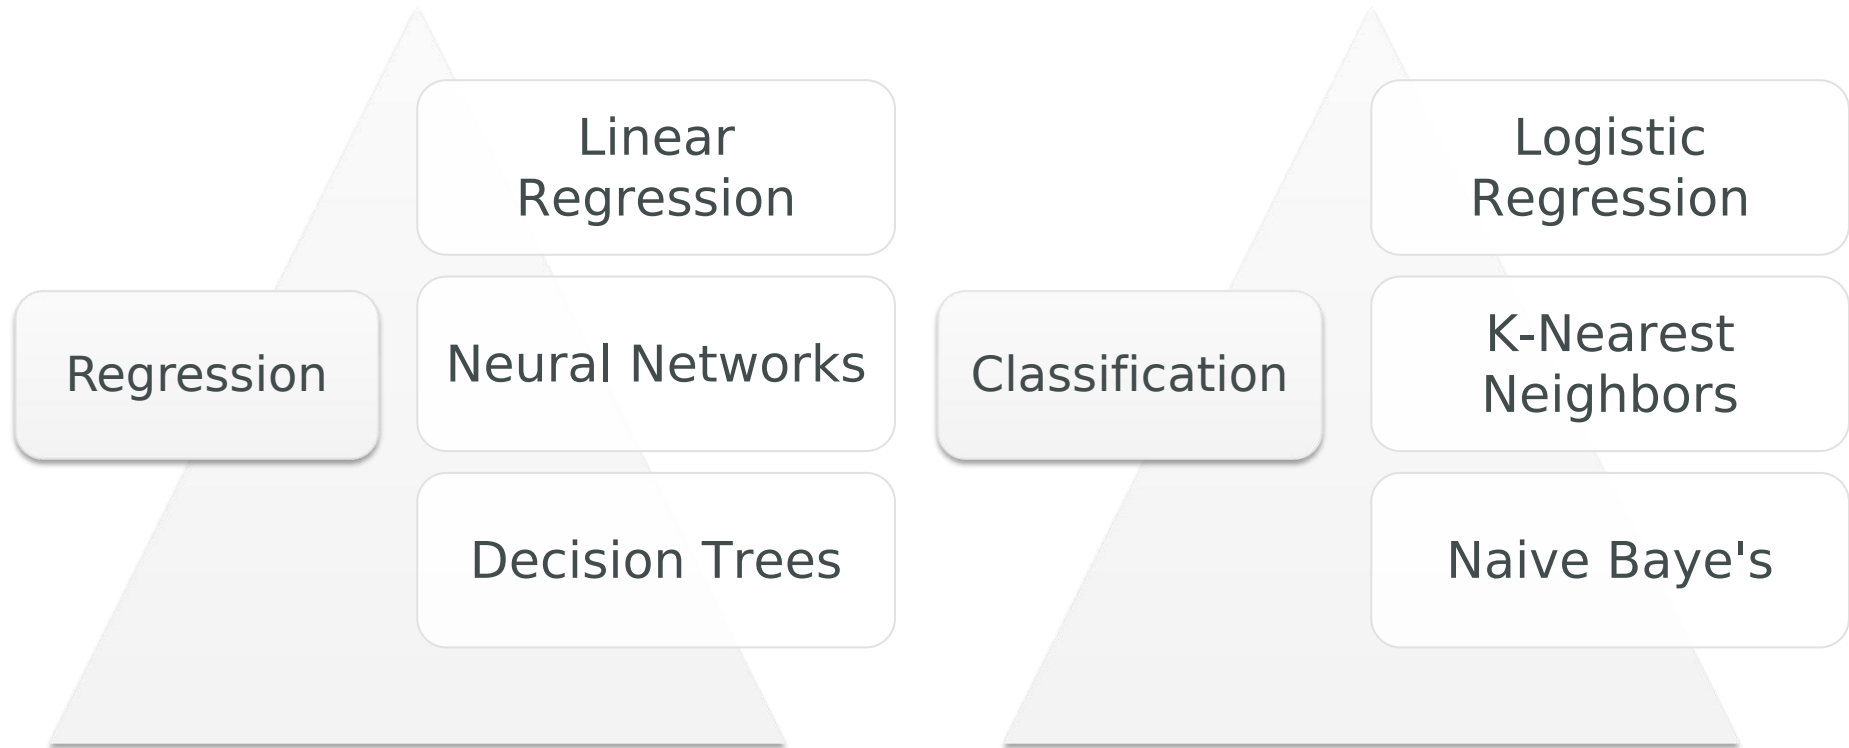 Regression
Linear
Regression
Neural Networks
Decision Trees
Classification
Logistic
Regression
K-Nearest
Neighbors
Naive Baye's